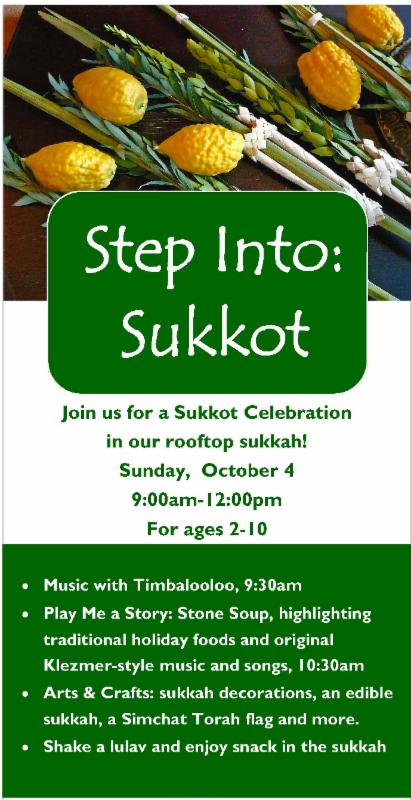 Step Into:
Sukkot
Join us for a Sukkot Celebration
in our rooftop sukkah!
Sunday,  October 4
9:00am-12:00pm
For ages 2-10
• Music with Timbalooloo, 9:30am
• Play Me a Story: Stone Soup, highlighting
traditional holiday foods and original
Klezmer-style music and songs, 10:30am
• Arts & Crafts: sukkah decorations, an edible
sukkah, a Simchat Torah flag and more.
• Shake a lulav and enjoy snack in the sukkah